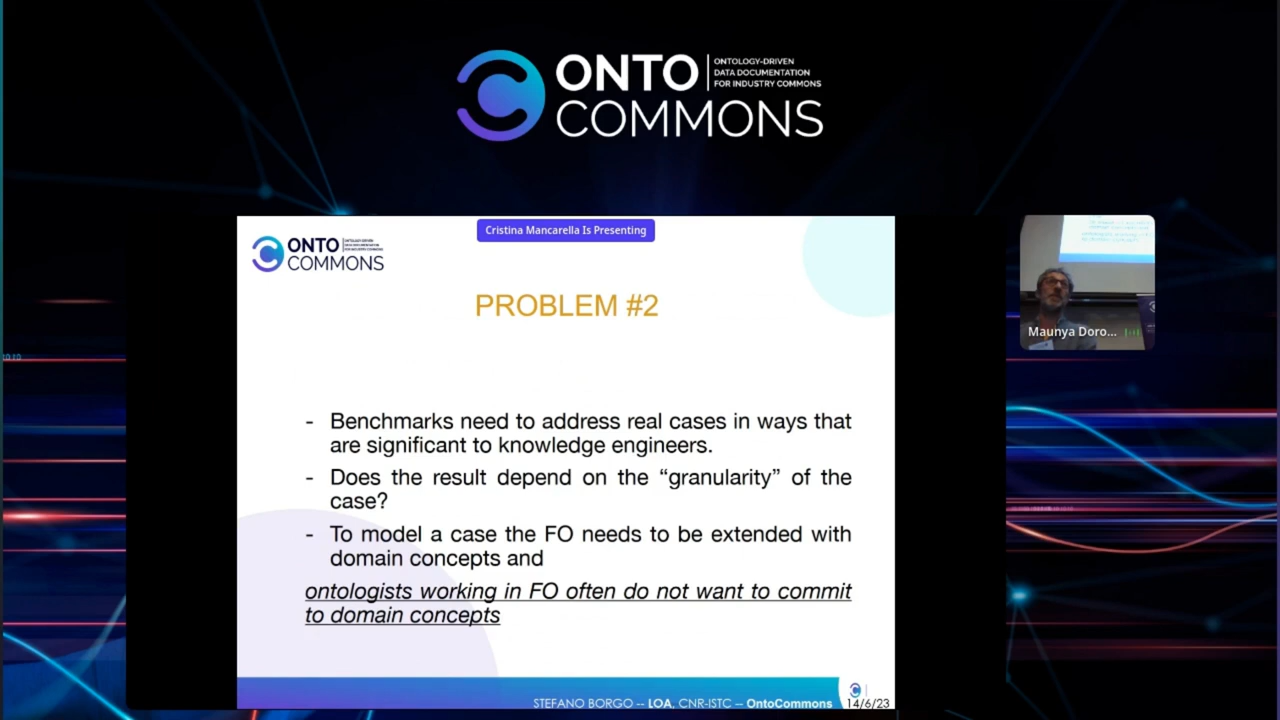 ONTO
COMMONS
ONTOLOGY-DRIVEN
DATA DOCUMENTATION
FOR INDUSTRY COMMONS
Cristina Mancarella Is Presenting
ONTO
COMMONS
PROBLEM #2
- Benchmarks need to address real cases in ways that
are significant to knowledge engineers.
- Does the result depend on the “granularity” of the
case?
- To model a case the FO needs to be extended with
domain concepts and
ontologists working in FO often do not want to commit
to domain concepts
STEFANO BORGO -- LOA, CNR-ISTC -- OntoCommons
14/6/23
Maunya Doro...